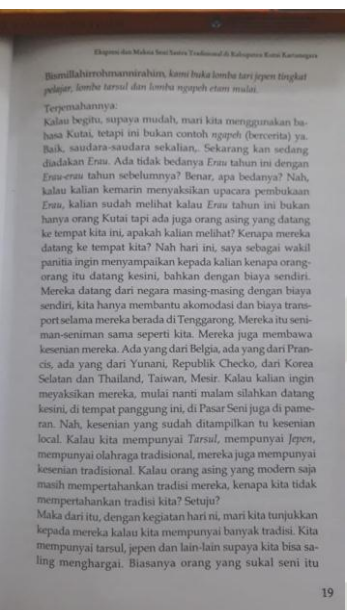 Ekspresi dan Makna Seni Sastra Tradisional di Kabupaten Kutai Kartanegara
Bismillahirrohmannirahim, kami buka lomba tari jepen tingkat
pelajar, lomba tarsul dan lomba ngapeh etam mulai.
Terjemahannya:
Kalau begitu, supaya mudah, mari kita menggunakan ba-
hasa Kutai, tetapi ini bukan contoh ngapeh (bercerita) ya.
Baik, saudara-saudara sekalian,. Sekarang kan sedang
diadakan Erau. Ada tidak bedanya Erau tahun ini dengan
Erau-erau tahun sebelumnya? Benar, apa bedanya? Nah,
kalau kalian kemarin menyaksikan upacara pembukaan
Erau, kalian sudah melihat kalau Erau tahun ini bukan
hanya orang Kutai tapi ada juga orang asing yang datang
ke tempat kita ini, apakah kalian melihat? Kenapa mereka
datang ke tempat kita? Nah hari ini, saya sebagai wakil
panitia ingin menyampaikan kepada kalian kenapa orang-
orang itu datang kesini, bahkan dengan biaya sendiri.
Mereka datang dari negara masing-masing dengan biaya
sendiri, kita hanya membantu akomodasi dan biaya trans-
port selama mereka berada di Tenggarong. Mereka itu seni-
man-seniman sama seperti kita. Mereka juga membawa
kesenian mereka. Ada yang dari Belgia, ada yang dari Pran-
cis, ada yang dari Yunani, Republik Checko, dari Korea
Selatan dan Thailand, Taiwan, Mesir. Kalau kalian ingin
meyaksikan mereka, mulai nanti malam silahkan datang
kesini, di tempat panggung ini, di Pasar Seni juga di pame-
ran. Nah, kesenian yang sudah ditampilkan tu kesenian
local. Kalau kita mempunyai Tarsul, mempunyai Jepen,
mempunyai olahraga tradisional, mereka juga mempunyai
kesenian tradisional. Kalau orang asing yang modern saja
masih mempertahankan tradisi mereka, kenapa kita tidak
mempertahankan tradisi kita? Setuju?
Maka dari itu, dengan kegiatan hari ni, mari kita tunjukkan
kepada mereka kalau kita mempunyai banyak tradisi. Kita
mempunyai tarsul, jepen dan lain-lain supaya kita bisa sa-
ling menghargai. Biasanya orang yang sukal seni itu
19